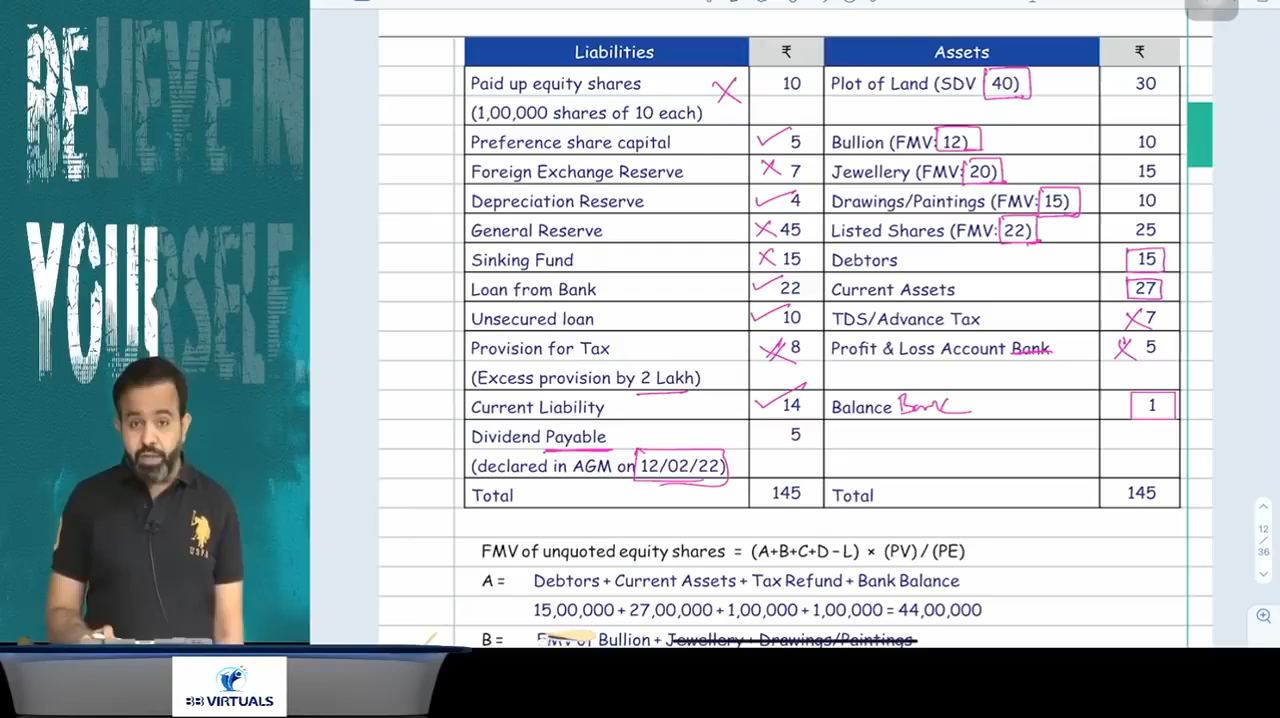 BELIEVE IN
YOURSELF.
Liabilities ₹ Assets ₹
Paid up equity shares 10 Plot of Land (SDV 40) 30
(1,00,000 shares of 10 each)
Preference share capital 5 Bullion (FMV: 12) 10
Foreign Exchange Reserve 7 Jewellery (FMV: 20) 15
Depreciation Reserve 4 Drawings/Paintings (FMV: 15) 10
General Reserve 45 Listed Shares (FMV: 22) 25
Sinking Fund 15 Debtors 15
Loan from Bank 22 Current Assets 27
Unsecured loan 10 TDS/Advance Tax 7
Provision for Tax 8 Profit & Loss Account Bank 5
(Excess provision by 2 Lakh)
Current Liability 14 Balance Bank 1
Dividend Payable 5
(declared in AGM on 12/02/22)
Total 145 Total 145
FMV of unquoted equity shares = (A+B+C+D-L) × (PV)/(PE)
A = Debtors + Current Assets + Tax Refund + Bank Balance
15,00,000 + 27,00,000 + 1,00,000 + 1,00,000 = 44,00,000
B = FMV of Bullion + Jewellery + Drawings/Paintings
12
/
36
USPA
BB VIRTUALS